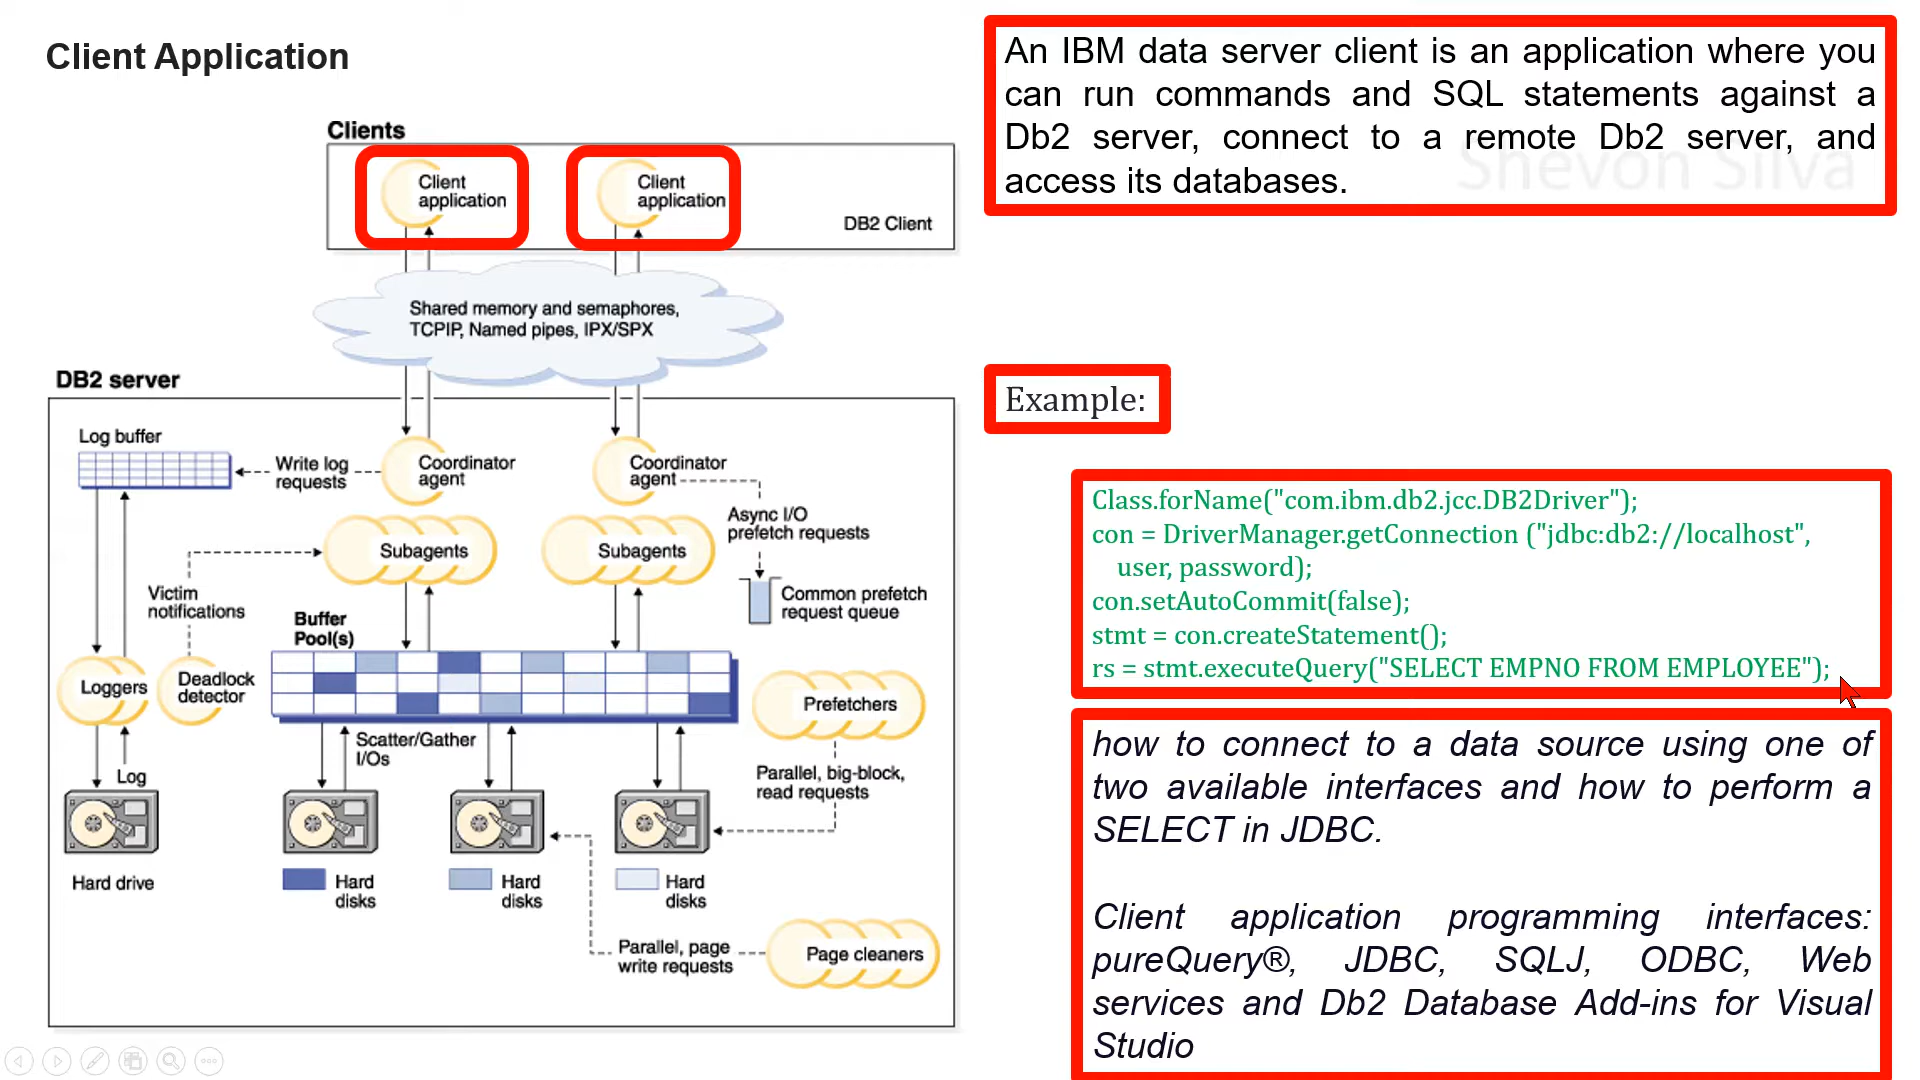 Client Application
An IBM data server client is an application where you
can run commands and SQL statements against a
Db2 server, connect to a remote Db2 server, and
access its databases.
Shevon Silva
Clients
Client
application
Client
application
DB2 Client
Shared memory and semaphores,
TCPIP, Named pipes, IPX/SPX
DB2 server
Log buffer
Write log
requests
Coordinator
agent
Coordinator
agent
Async I/O
prefetch requests
Subagents
Subagents
Victim
notifications
Common prefetch
request queue
Buffer
Pool(s)
Loggers
Deadlock
detector
Prefetchers
Scatter/Gather
I/Os
Log
Parallel, big-block,
read requests
Hard drive
Hard
disks
Hard
disks
Hard
disks
Parallel, page
write requests
Page cleaners
Example:
Class.forName("com.ibm.db2.jcc.DB2Driver");
con = DriverManager.getConnection ("jdbc:db2://localhost",
user, password);
con.setAutoCommit(false);
stmt = con.createStatement();
rs = stmt.executeQuery("SELECT EMPNO FROM EMPLOYEE");
how to connect to a data source using one of
two available interfaces and how to perform a
SELECT in JDBC.
Client application programming interfaces:
pureQuery®, JDBC, SQLJ, ODBC, Web
services and Db2 Database Add-ins for Visual
Studio